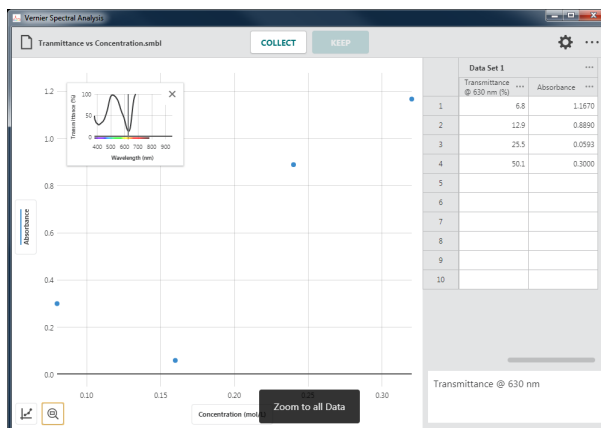 Vernier Spectral Analysis
Tranmittance vs Concentration.smbl
COLLECT
KEEP
1.2
1.0
0.8
0.6
0.4
0.2
0.0
Absorbance
0.10
0.15
0.20
0.25
0.30
Concentration (mol/L)
Transmittance (%)
100
50
0
400 500 600 700 800 900
Wavelength (nm)
Zoom to all Data
Data Set 1
Transmittance @ 630 nm (%)
Absorbance
1 6.8 1.1670
2 12.9 0.8890
3 25.5 0.0593
4 50.1 0.3000
5
6
7
8
9
10
Transmittance @ 630 nm